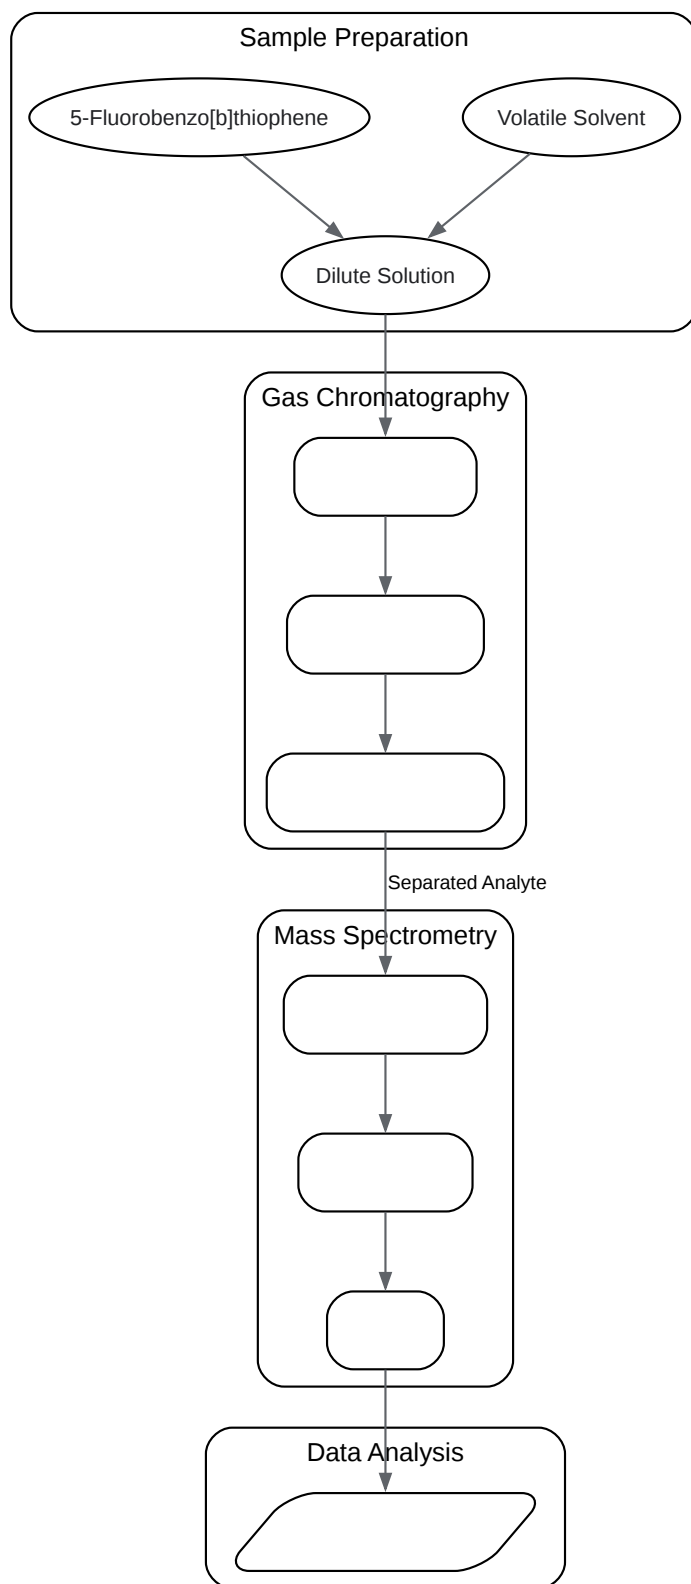 Sample Preparation
5-Fluorobenzo[b]thiophene
Volatile Solvent
Dilute Solution
Gas Chromatography
Separated Analyte
Mass Spectrometry
Data Analysis